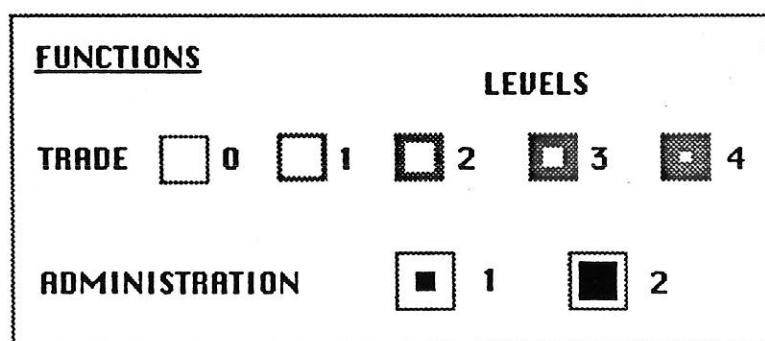 FUNCTIONS
LEVELS
TRADE 0 1 2 3 4
ADMINISTRATION 1 2